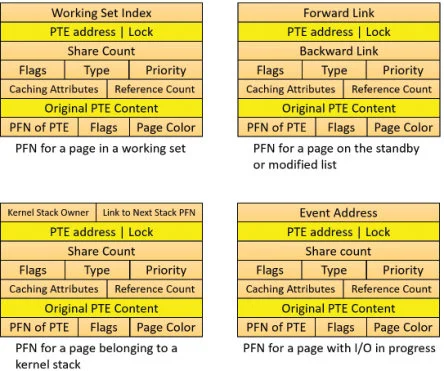 Working Set Index
PTE address | Lock
Share Count
Flags Type Priority
Caching Attributes Reference Count
Original PTE Content
PFN of PTE Flags Page Color
PFN for a page in a working set
Forward Link
PTE address | Lock
Backward Link
Flags Type Priority
Caching Attributes Reference Count
Original PTE Content
PFN of PTE Flags Page Color
PFN for a page on the standby
or modified list
Kernel Stack Owner Link to Next Stack PFN
PTE address | Lock
Share Count
Flags Type Priority
Caching Attributes Reference Count
Original PTE Content
PFN of PTE Flags Page Color
PFN for a page belonging to a
kernel stack
Event Address
PTE address | Lock
Share count
Flags Type Priority
Caching Attributes Reference Count
Original PTE Content
PFN of PTE Flags Page Color
PFN for a page with I/O in progress